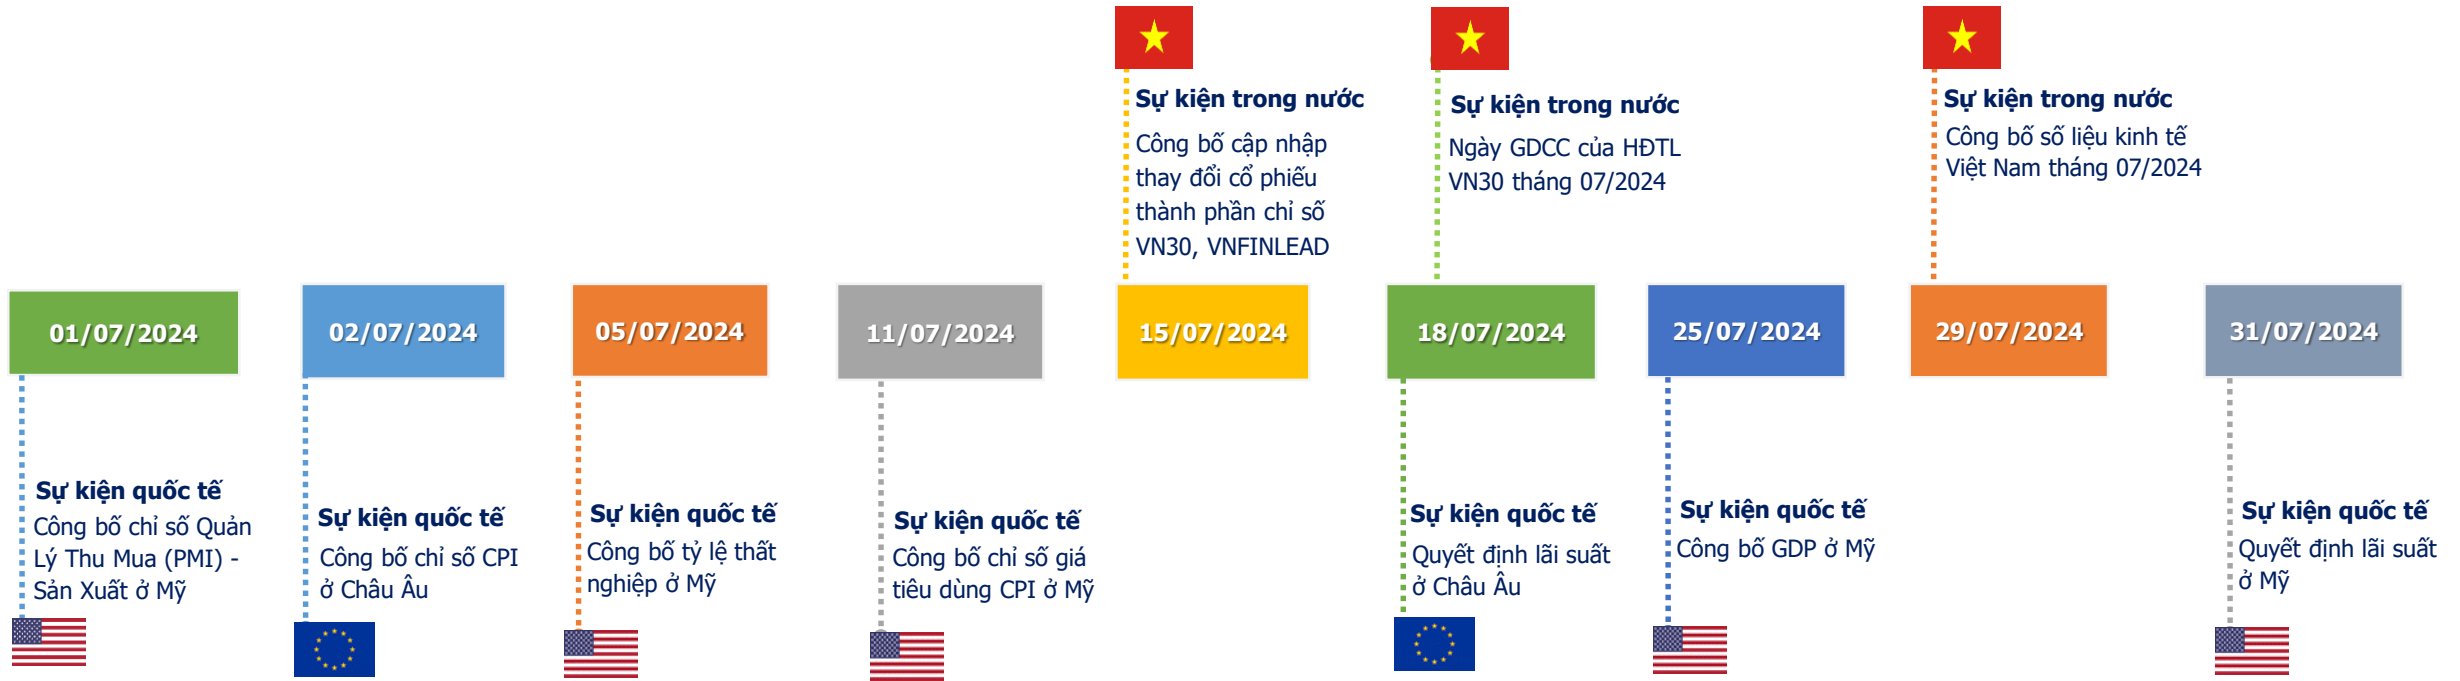 Sự kiện trong nước
Công bố cập nhập
thay đổi cổ phiếu
thành phần chỉ số
VN30, VNFINLEAD
Sự kiện trong nước
Ngày GDCC của HĐTL
VN30 tháng 07/2024
Sự kiện trong nước
Công bố số liệu kinh tế
Việt Nam tháng 07/2024
01/07/2024
02/07/2024
05/07/2024
11/07/2024
15/07/2024
18/07/2024
25/07/2024
29/07/2024
31/07/2024
Sự kiện quốc tế
Công bố chỉ số Quản
Lý Thu Mua (PMI) -
Sản Xuất ở Mỹ
Sự kiện quốc tế
Công bố chỉ số CPI
ở Châu Âu
Sự kiện quốc tế
Công bố tỷ lệ thất
nghiệp ở Mỹ
Sự kiện quốc tế
Công bố chỉ số giá
tiêu dùng CPI ở Mỹ
Sự kiện quốc tế
Quyết định lãi suất
ở Châu Âu
Sự kiện quốc tế
Công bố GDP ở Mỹ
Sự kiện quốc tế
Quyết định lãi suất
ở Mỹ